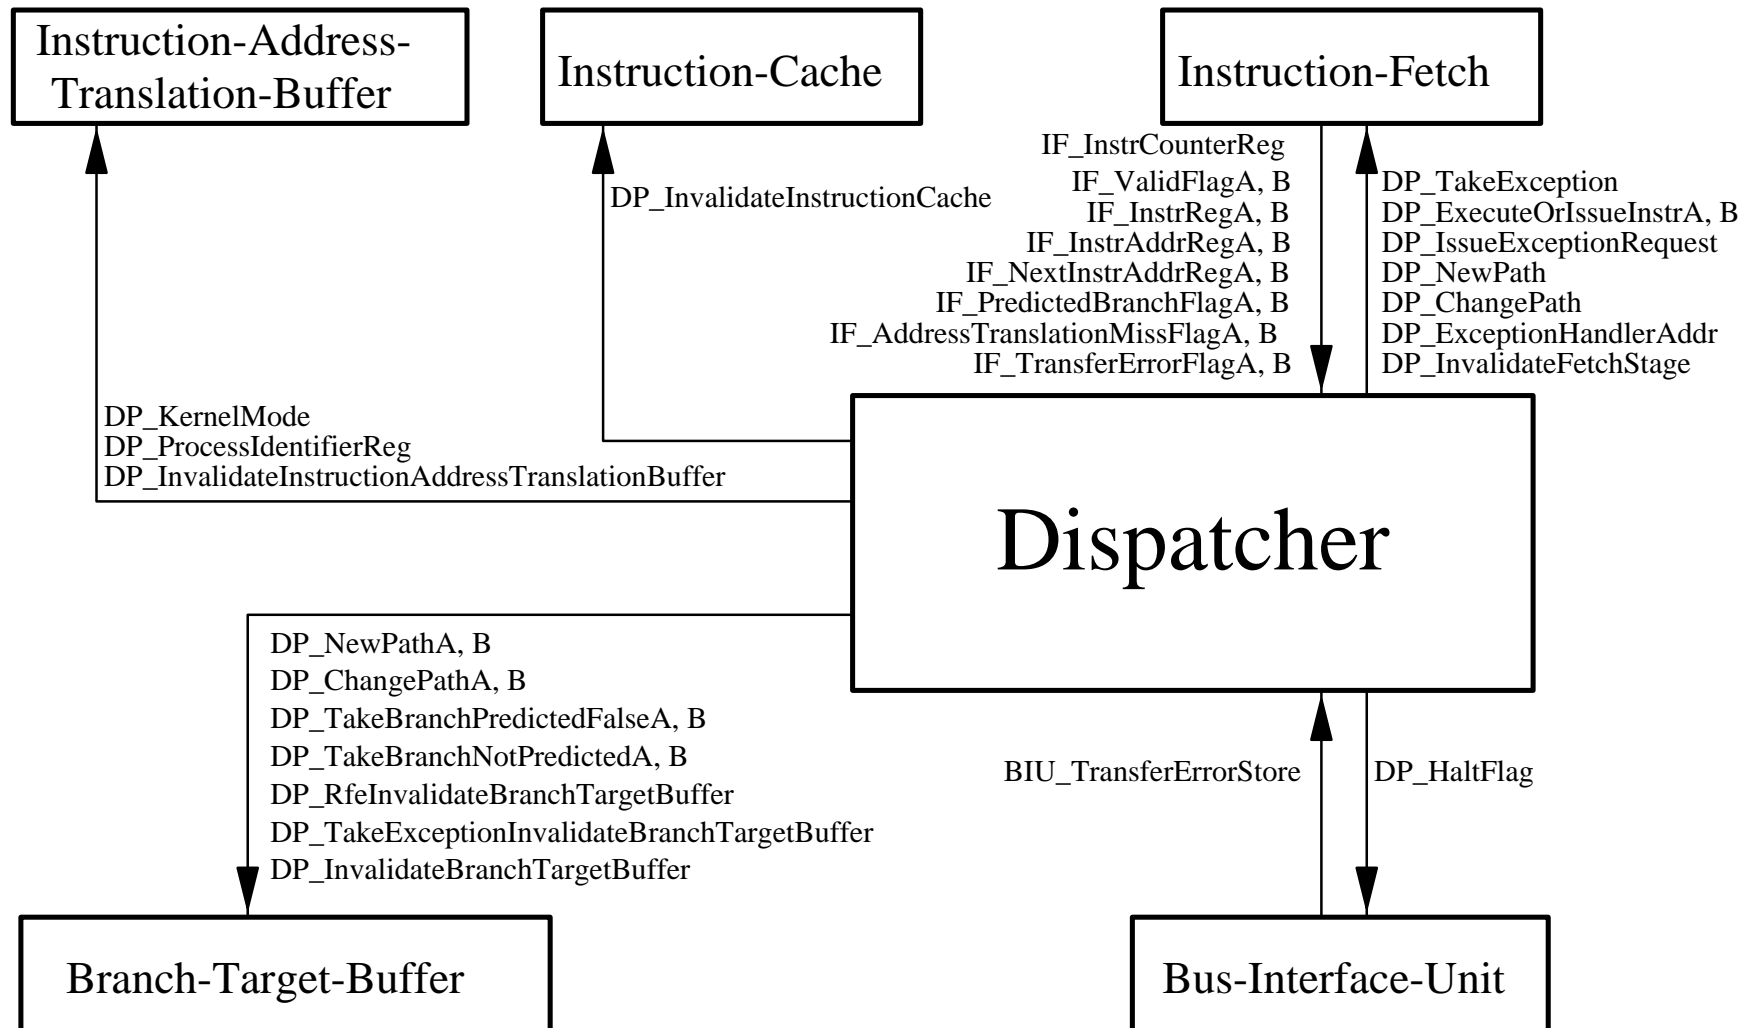 Instruction-Address-
Translation-Buffer
Instruction-Cache
Instruction-Fetch
DP_InvalidateInstructionCache
IF_InstrCounterReg
IF_ValidFlagA, B
IF_InstrRegA, B
IF_InstrAddrRegA, B
IF_NextInstrAddrRegA, B
IF_PredictedBranchFlagA, B
IF_AddressTranslationMissFlagA, B
IF_TransferErrorFlagA, B
DP_TakeException
DP_ExecuteOrIssueInstrA, B
DP_IssueExceptionRequest
DP_NewPath
DP_ChangePath
DP_ExceptionHandlerAddr
DP_InvalidateFetchStage
DP_KernelMode
DP_ProcessIdentifierReg
DP_InvalidateInstructionAddressTranslationBuffer
Dispatcher
DP_NewPathA, B
DP_ChangePathA, B
DP_TakeBranchPredictedFalseA, B
DP_TakeBranchNotPredictedA, B
DP_RfeInvalidateBranchTargetBuffer
DP_TakeExceptionInvalidateBranchTargetBuffer
DP_InvalidateBranchTargetBuffer
BIU_TransferErrorStore
DP_HaltFlag
Branch-Target-Buffer
Bus-Interface-Unit